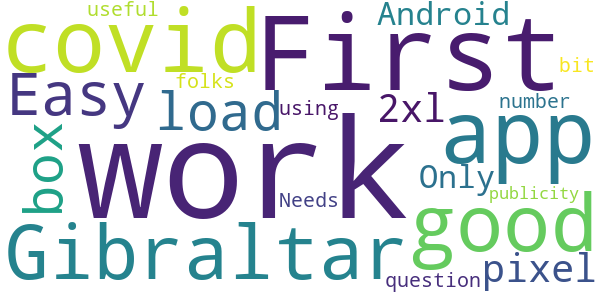 useful
covid
First
Android
folks
bit
Easy
load
using
2xl
number
app
box
work
Only
Needs
publicity
good
Gibraltar
question
pixel